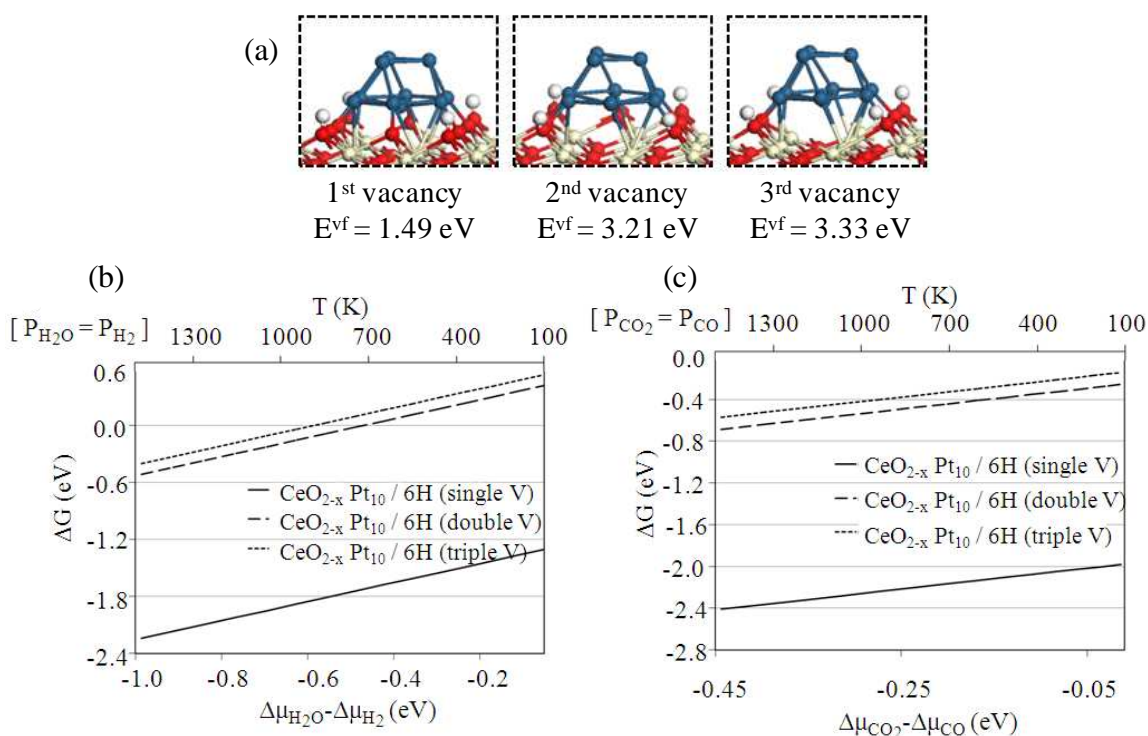 (a)
1st vacancy
Evf = 1.49 eV
2nd vacancy
Evf = 3.21 eV
3rd vacancy
Evf = 3.33 eV
(b)
T (K)
[ PH2O = PH2 ]
1300 1000 700 400 100
0.6
0.0
-0.6
-1.2
-1.8
-2.4
ΔG (eV)
CeO2-x Pt10 / 6H (single V)
CeO2-x Pt10 / 6H (double V)
CeO2-x Pt10 / 6H (triple V)
-1.0 -0.8 -0.6 -0.4 -0.2
ΔμH2O-ΔμH2 (eV)
(c)
T (K)
[ PCO2 = PCO ]
1300 1000 700 400 100
0.0
-0.4
-0.8
-1.2
-1.6
-2.0
-2.4
-2.8
ΔG (eV)
CeO2-x Pt10 / 6H (single V)
CeO2-x Pt10 / 6H (double V)
CeO2-x Pt10 / 6H (triple V)
-0.45 -0.25 -0.05
ΔμCO2-ΔμCO (eV)